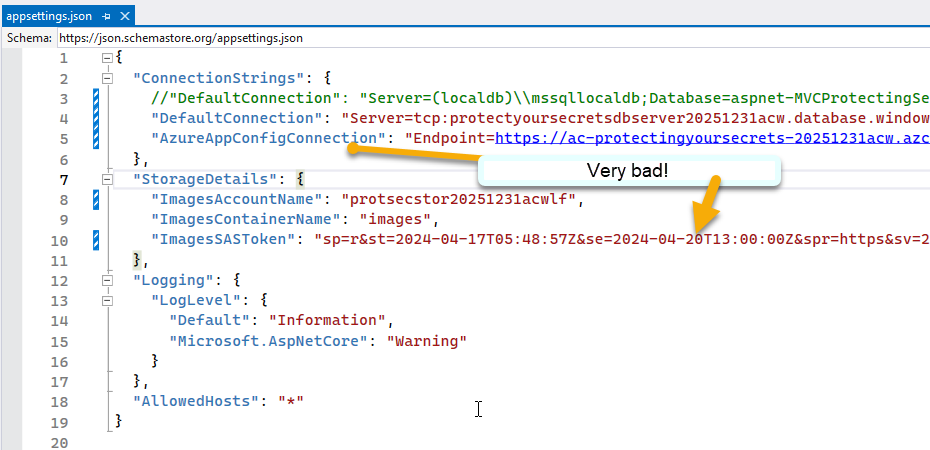 appsettings.json
Schema: https://json.schemastore.org/appsettings.json
1 {
2 "ConnectionStrings": {
3 //"DefaultConnection": "Server=(localdb)\\mssqllocaldb;Database=aspnet-MVCProtectingSe
4 "DefaultConnection": "Server=tcp:protectyoursecretsdbserver20251231acw.database.window
5 "AzureAppConfigConnection": "Endpoint=https://ac-protectingyoursecrets-20251231acw.azc
6 },
Very bad!
7 "StorageDetails": {
8 "ImagesAccountName": "protsecstor20251231acwlf",
9 "ImagesContainerName": "images",
10 "ImagesSASToken": "sp=r&st=2024-04-17T05:48:57Z&se=2024-04-20T13:00:00Z&spr=https&sv=2
11 },
12 "Logging": {
13 "LogLevel": {
14 "Default": "Information",
15 "Microsoft.AspNetCore": "Warning"
16 }
17 },
18 "AllowedHosts": "*"
19 }
20